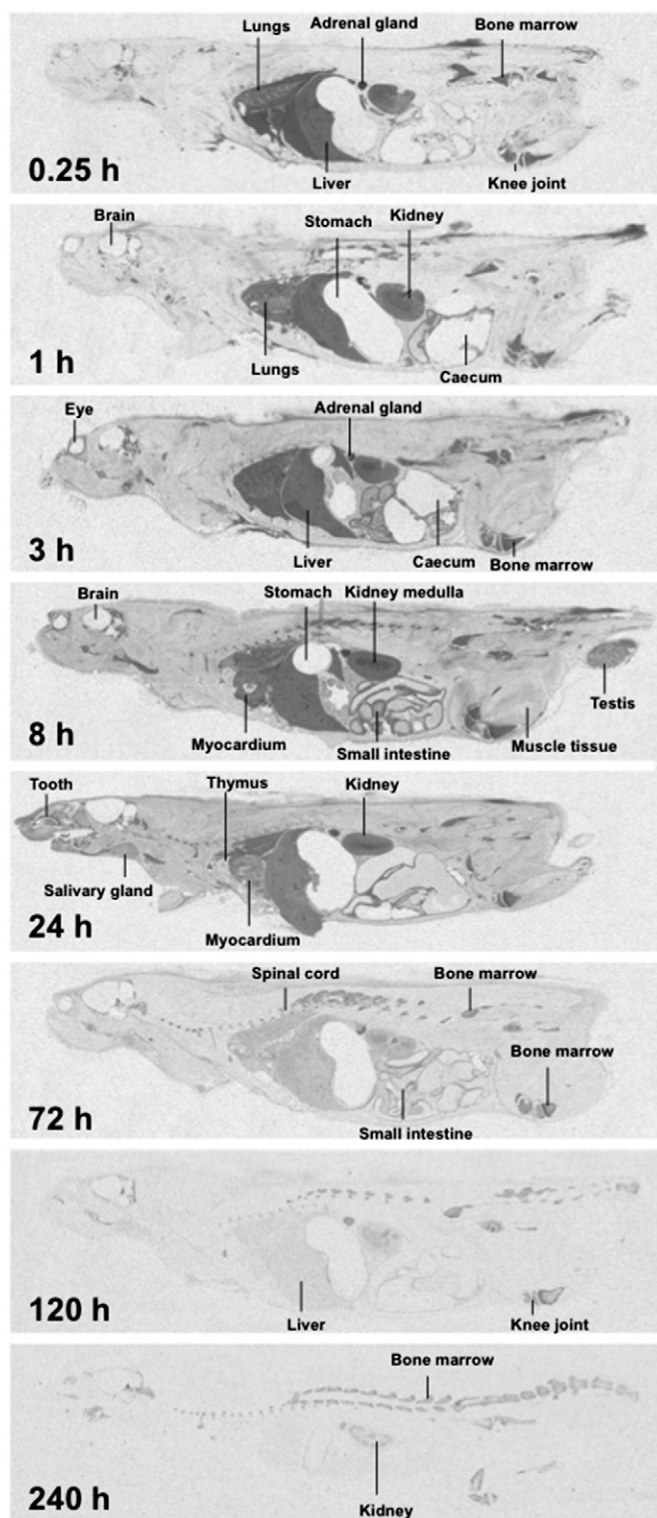 Lungs
Adrenal gland
Bone marrow
0.25 h
Liver
Knee joint
Brain
Stomach
Kidney
1 h
Lungs
Caecum
Eye
Adrenal gland
3 h
Liver
Caecum
Bone marrow
Brain
Stomach
Kidney medulla
8 h
Myocardium
Small intestine
Muscle tissue
Testis
Tooth
Thymus
Kidney
Salivary gland
24 h
Myocardium
Spinal cord
Bone marrow
Bone marrow
72 h
Small intestine
120 h
Liver
Knee joint
Bone marrow
240 h
Kidney